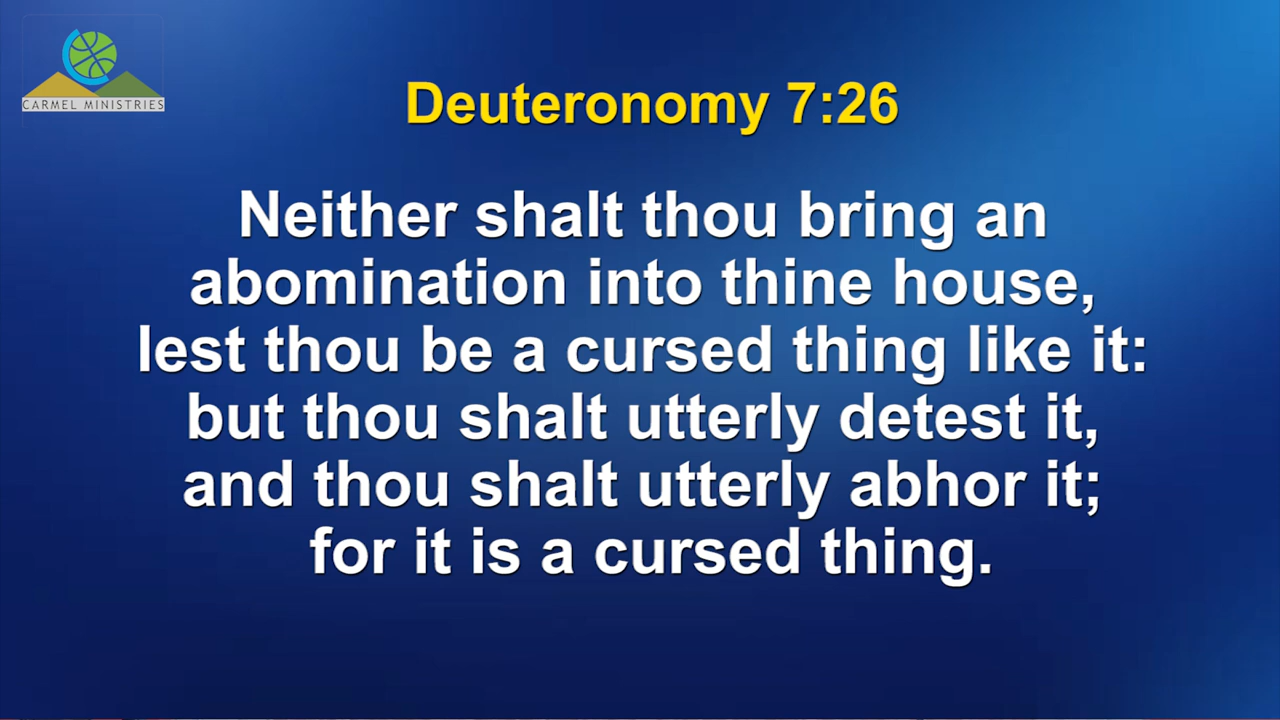 CARMEL MINISTRIES
Deuteronomy 7:26
Neither shalt thou bring an
abomination into thine house,
lest thou be a cursed thing like it:
but thou shalt utterly detest it,
and thou shalt utterly abhor it;
for it is a cursed thing.